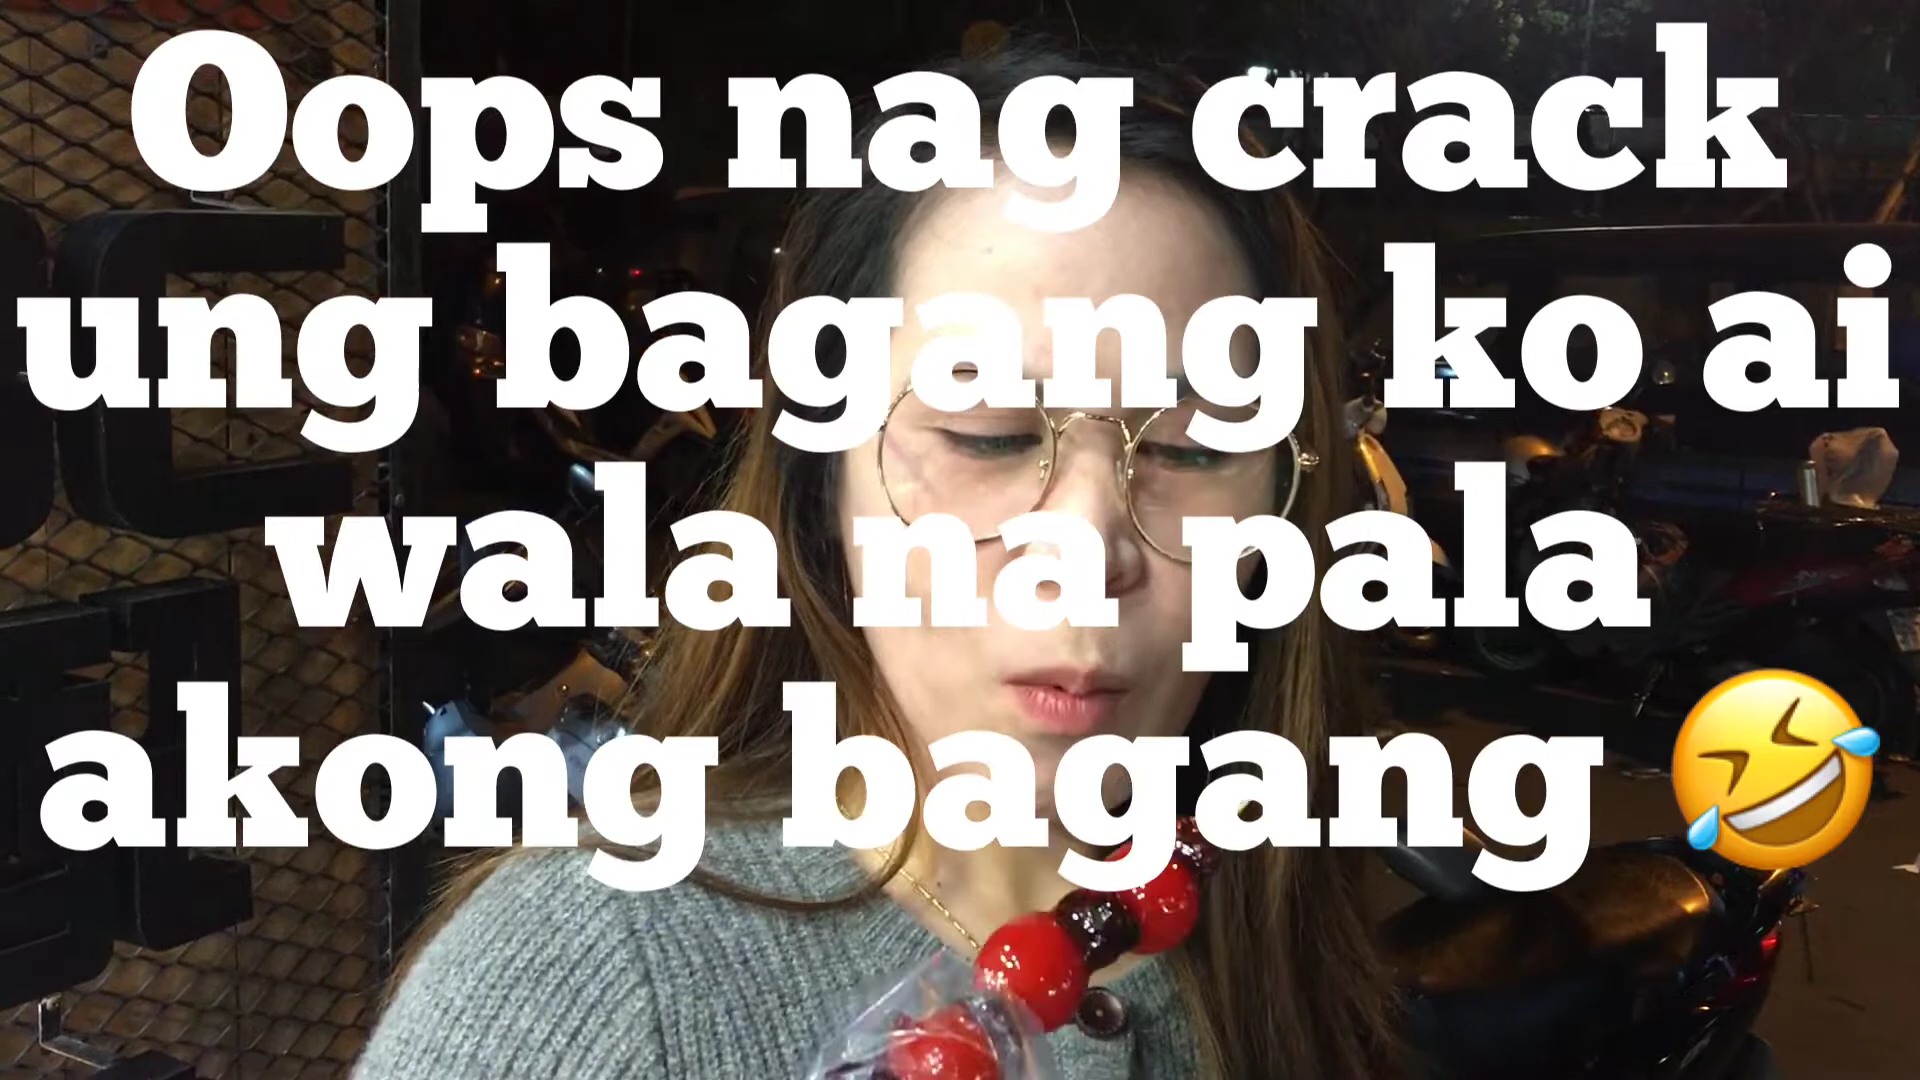 Oops nag crack
ung bagang ko ai
wala na pala
akong bagang 🤣